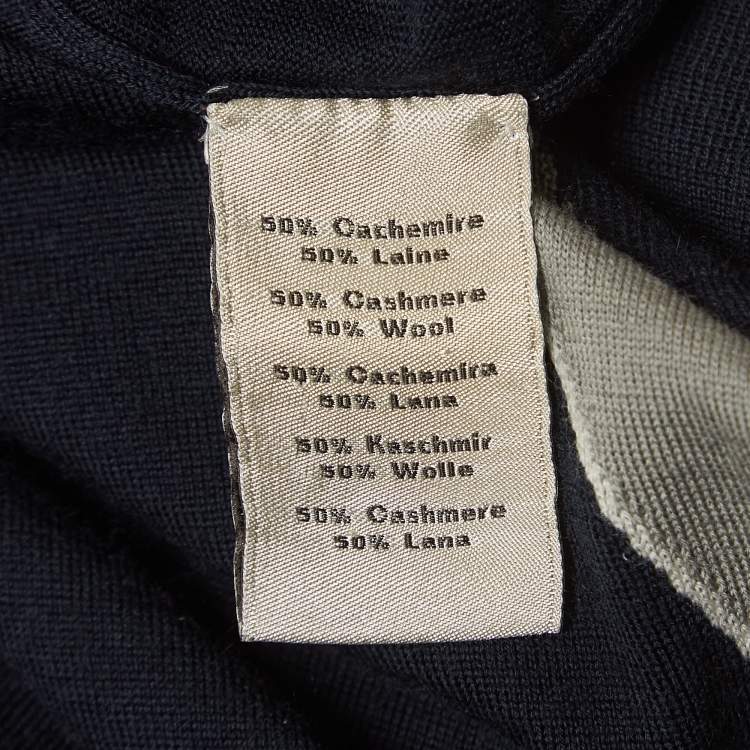 50% Cachemire
50% Laine
50% Cashmere
50% Wool
50% Cachemira
50% Lana
50% Kaschmir
50% Wolle
50% Cashmere
50% Lana